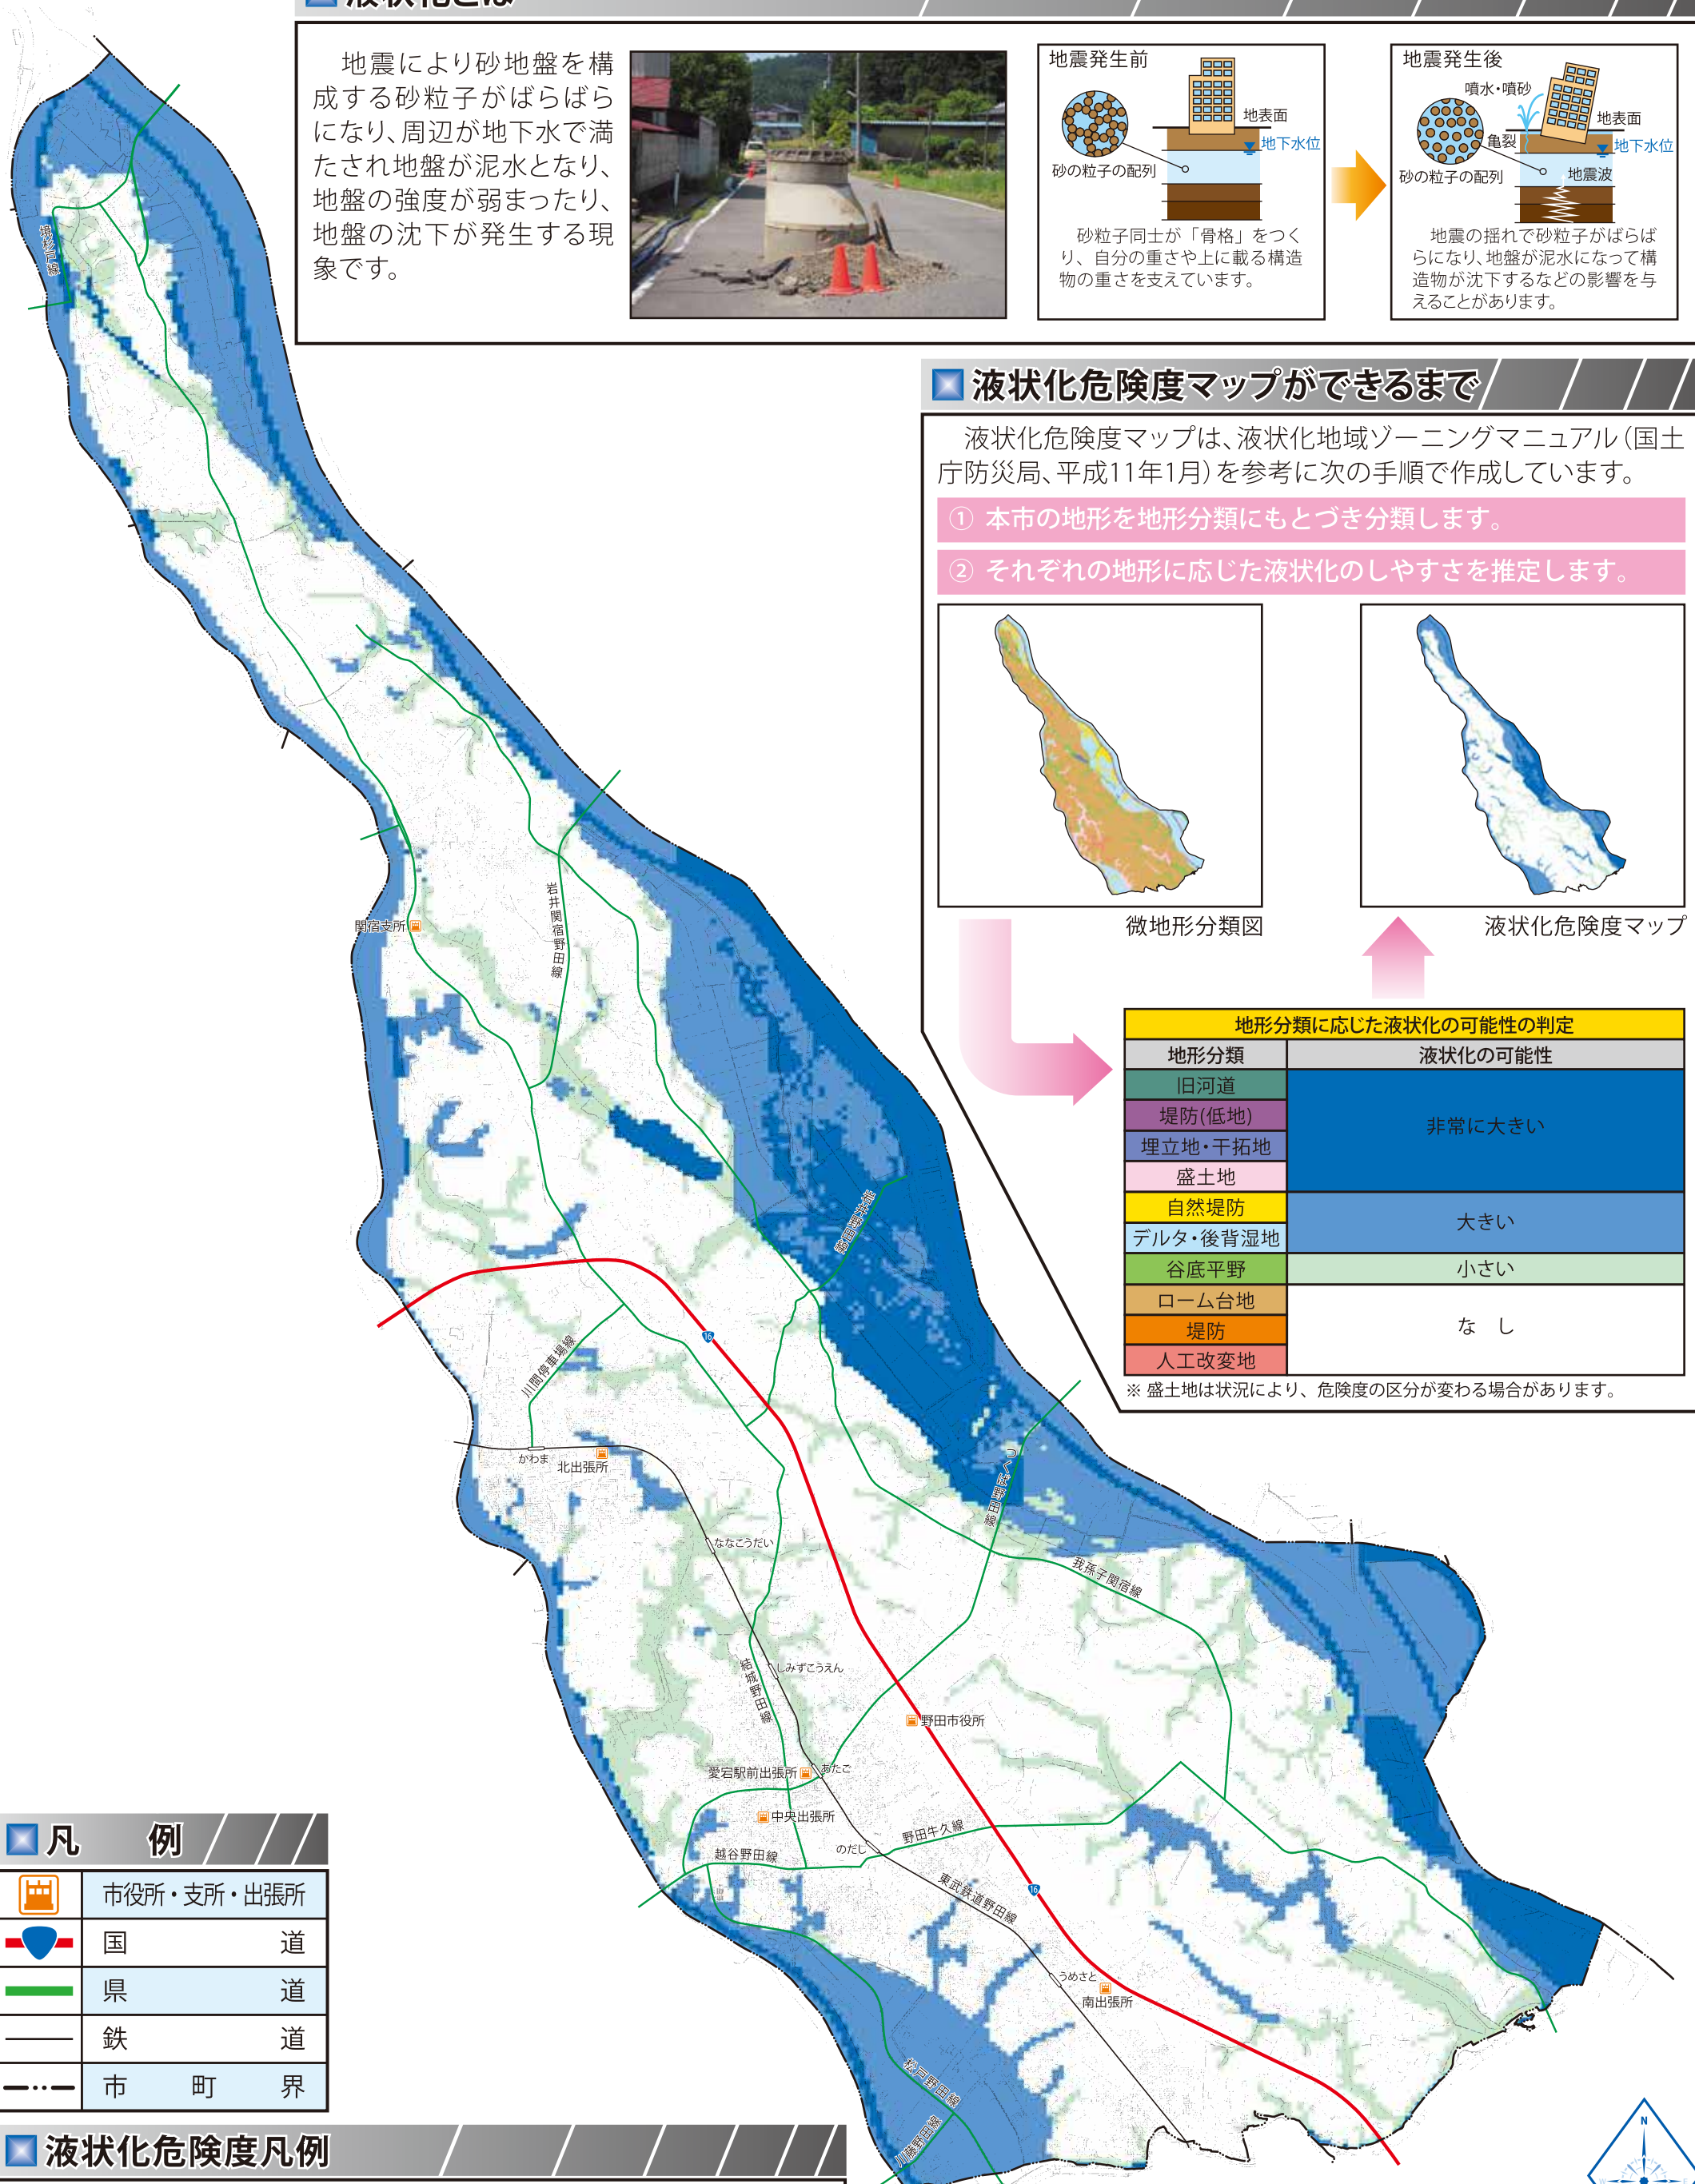 液状化とは
　地震により砂地盤を構
成する砂粒子がばらばら
になり、周辺が地下水で満
たされ地盤が泥水となり、
地盤の強度が弱まったり、
地盤の沈下が発生する現
象です。
地震発生前
地表面
地下水位
砂の粒子の配列
　砂粒子同士が「骨格」をつく
り、自分の重さや上に載る構造
物の重さを支えています。
地震発生後
噴水・噴砂
地表面
亀裂
地下水位
砂の粒子の配列
地震波
　地震の揺れで砂粒子がばらば
らになり、地盤が泥水になって構
造物が沈下するなどの影響を与
えることがあります。
液状化危険度マップができるまで
　液状化危険度マップは、液状化地域ゾーニングマニュアル（国土
庁防災局、平成11年1月）を参考に次の手順で作成しています。
① 本市の地形を地形分類にもとづき分類します。
② それぞれの地形に応じた液状化のしやすさを推定します。
微地形分類図
液状化危険度マップ
地形分類に応じた液状化の可能性の判定
地形分類
液状化の可能性
旧河道
堤防(低地)
埋立地・干拓地
盛土地
非常に大きい
自然堤防
デルタ・後背湿地
大きい
谷底平野
小さい
ローム台地
堤防
人工改変地
な し
※ 盛土地は状況により、危険度の区分が変わる場合があります。
境杉戸線
関宿支所
岩井関宿野田線
16
川間停車場線
かわま
北出張所
ななこうだい
つくば野田線
我孫子関宿線
しみずこうえん
結城野田線
野田市役所
愛宕駅前出張所
あたご
中央出張所
のだし
野田牛久線
越谷野田線
東武鉄道野田線
16
うめさと
南出張所
松戸野田線
川藤野田線
凡 例
市役所・支所・出張所
国 道
県 道
鉄 道
市 町 界
液状化危険度凡例
N